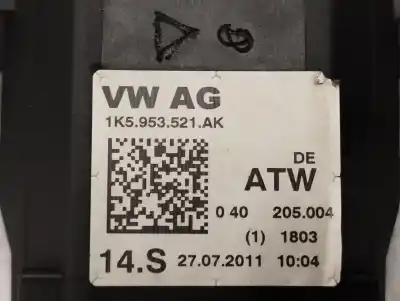 VW AG
1K5.953.521.AK
DE
ATW
0 40 205.004
(1) 1803
14.S 27.07.2011 10:04